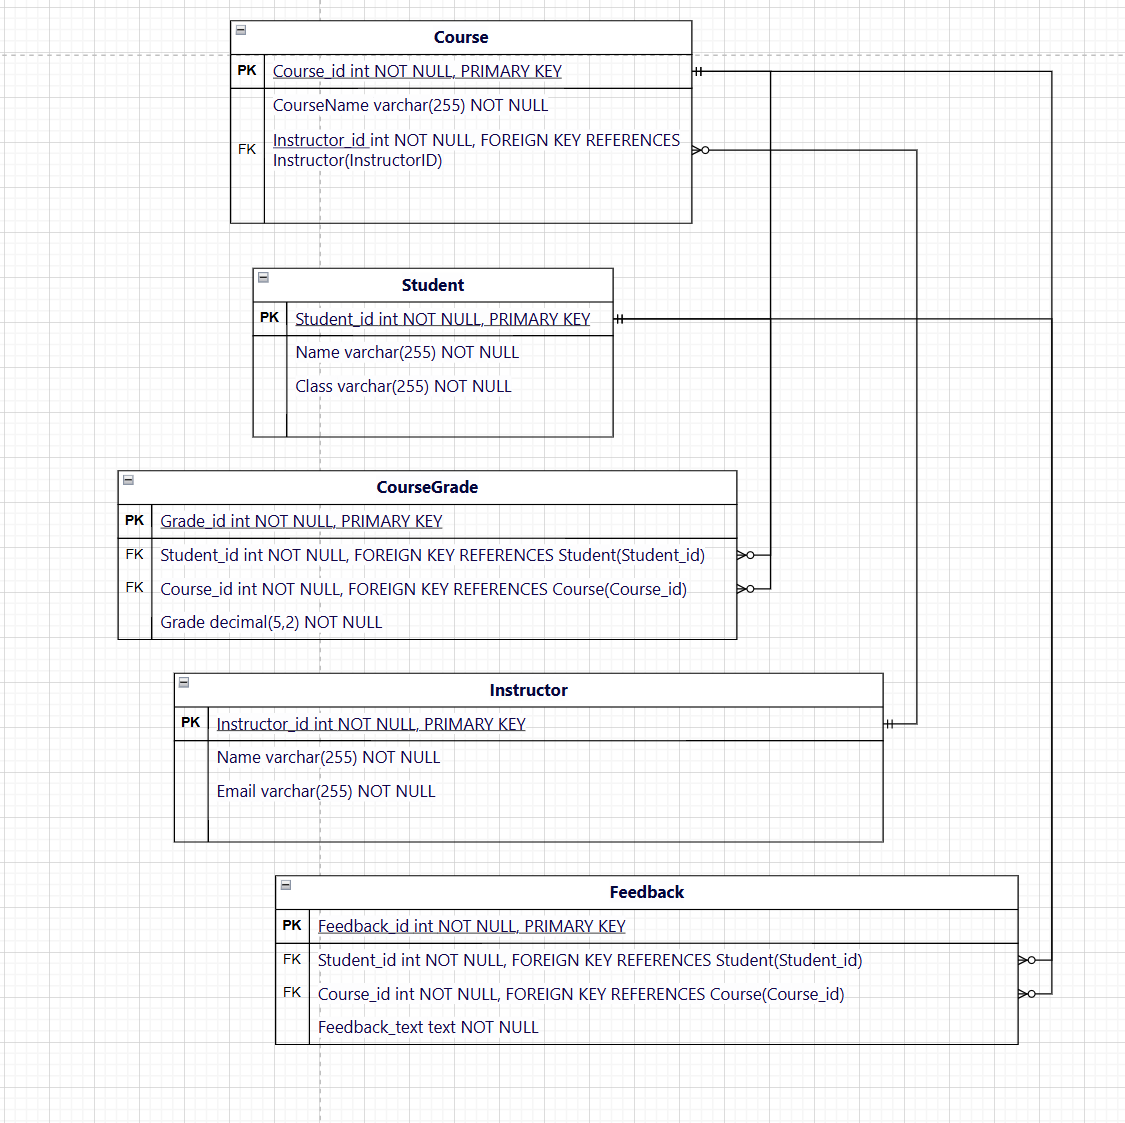 Course
PK Course_id int NOT NULL, PRIMARY KEY
CourseName varchar(255) NOT NULL
FK Instructor_id int NOT NULL, FOREIGN KEY REFERENCES
Instructor(InstructorID)
Student
PK Student_id int NOT NULL, PRIMARY KEY
Name varchar(255) NOT NULL
Class varchar(255) NOT NULL
CourseGrade
PK Grade_id int NOT NULL, PRIMARY KEY
FK Student_id int NOT NULL, FOREIGN KEY REFERENCES Student(Student_id)
FK Course_id int NOT NULL, FOREIGN KEY REFERENCES Course(Course_id)
Grade decimal(5,2) NOT NULL
Instructor
PK Instructor_id int NOT NULL, PRIMARY KEY
Name varchar(255) NOT NULL
Email varchar(255) NOT NULL
Feedback
PK Feedback_id int NOT NULL, PRIMARY KEY
FK Student_id int NOT NULL, FOREIGN KEY REFERENCES Student(Student_id)
FK Course_id int NOT NULL, FOREIGN KEY REFERENCES Course(Course_id)
Feedback_text text NOT NULL